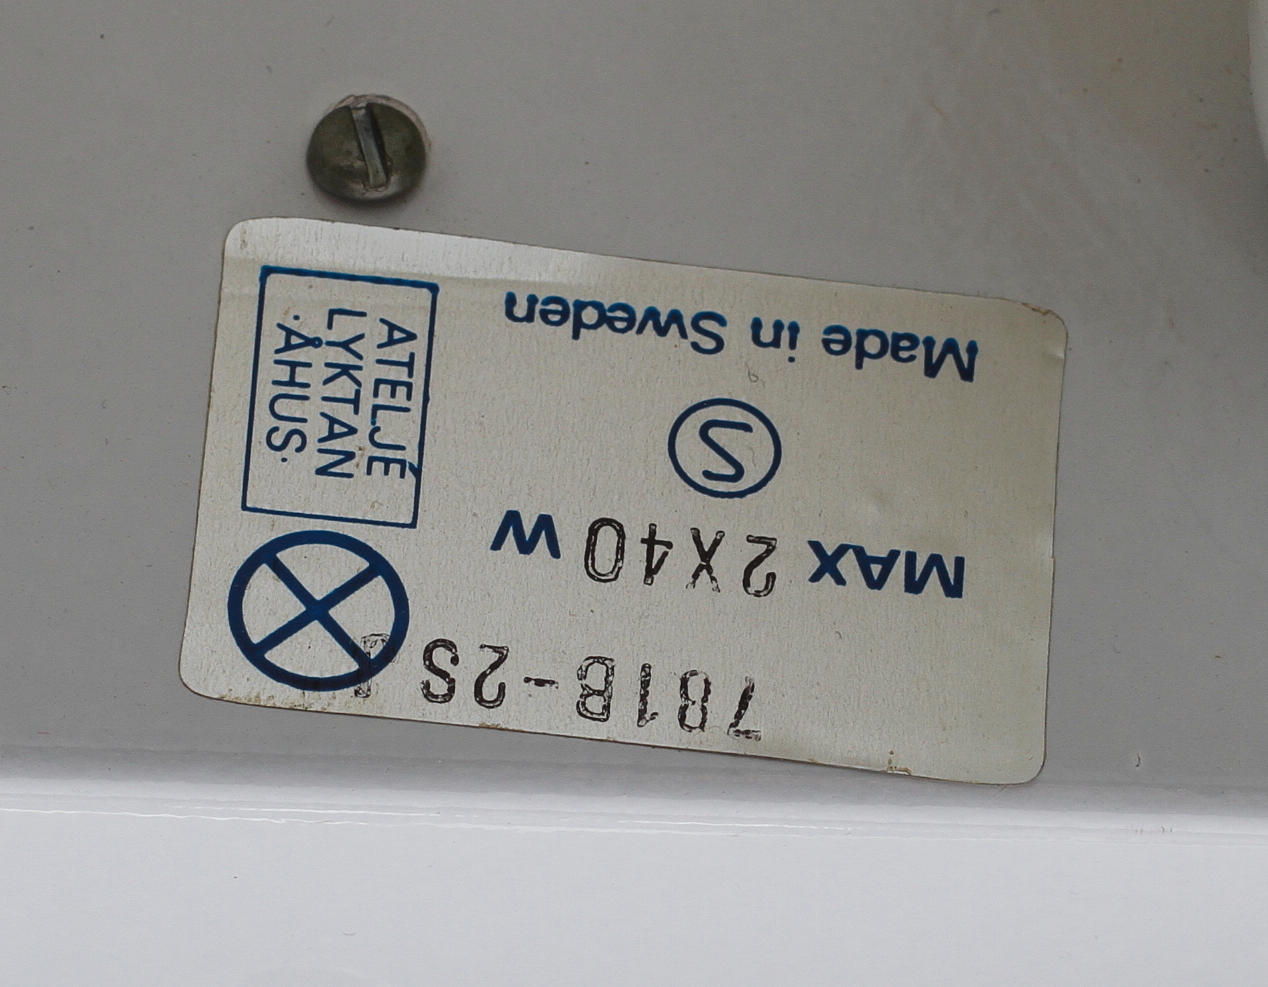 781B-2S
MAX 2X40 W
S
Made in Sweden
ATELJÉ
LYKTAN
·ÅHUS·